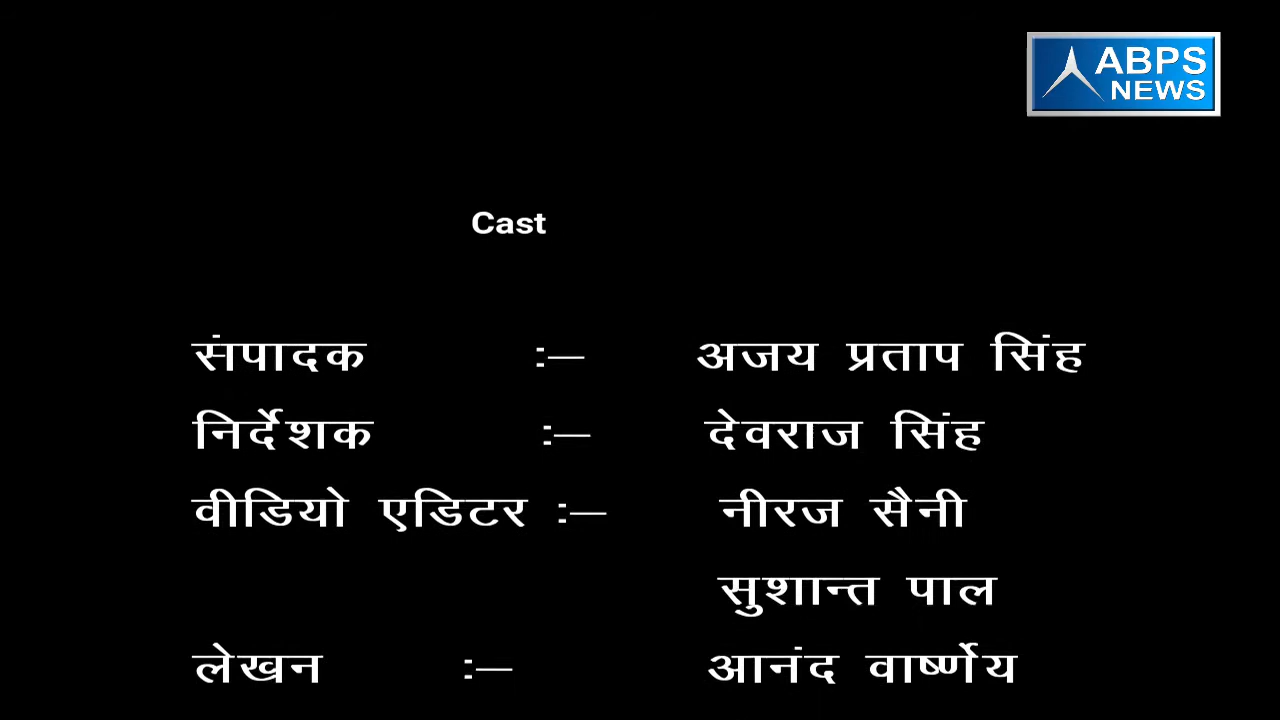 ABPS
NEWS
Cast
संपादक :— अजय प्रताप सिंह
निर्देशक :— देवराज सिंह
वीडियो एडिटर :— नीरज सैनी
सुशान्त पाल
लेखन :— आनंद वार्ष्णेय